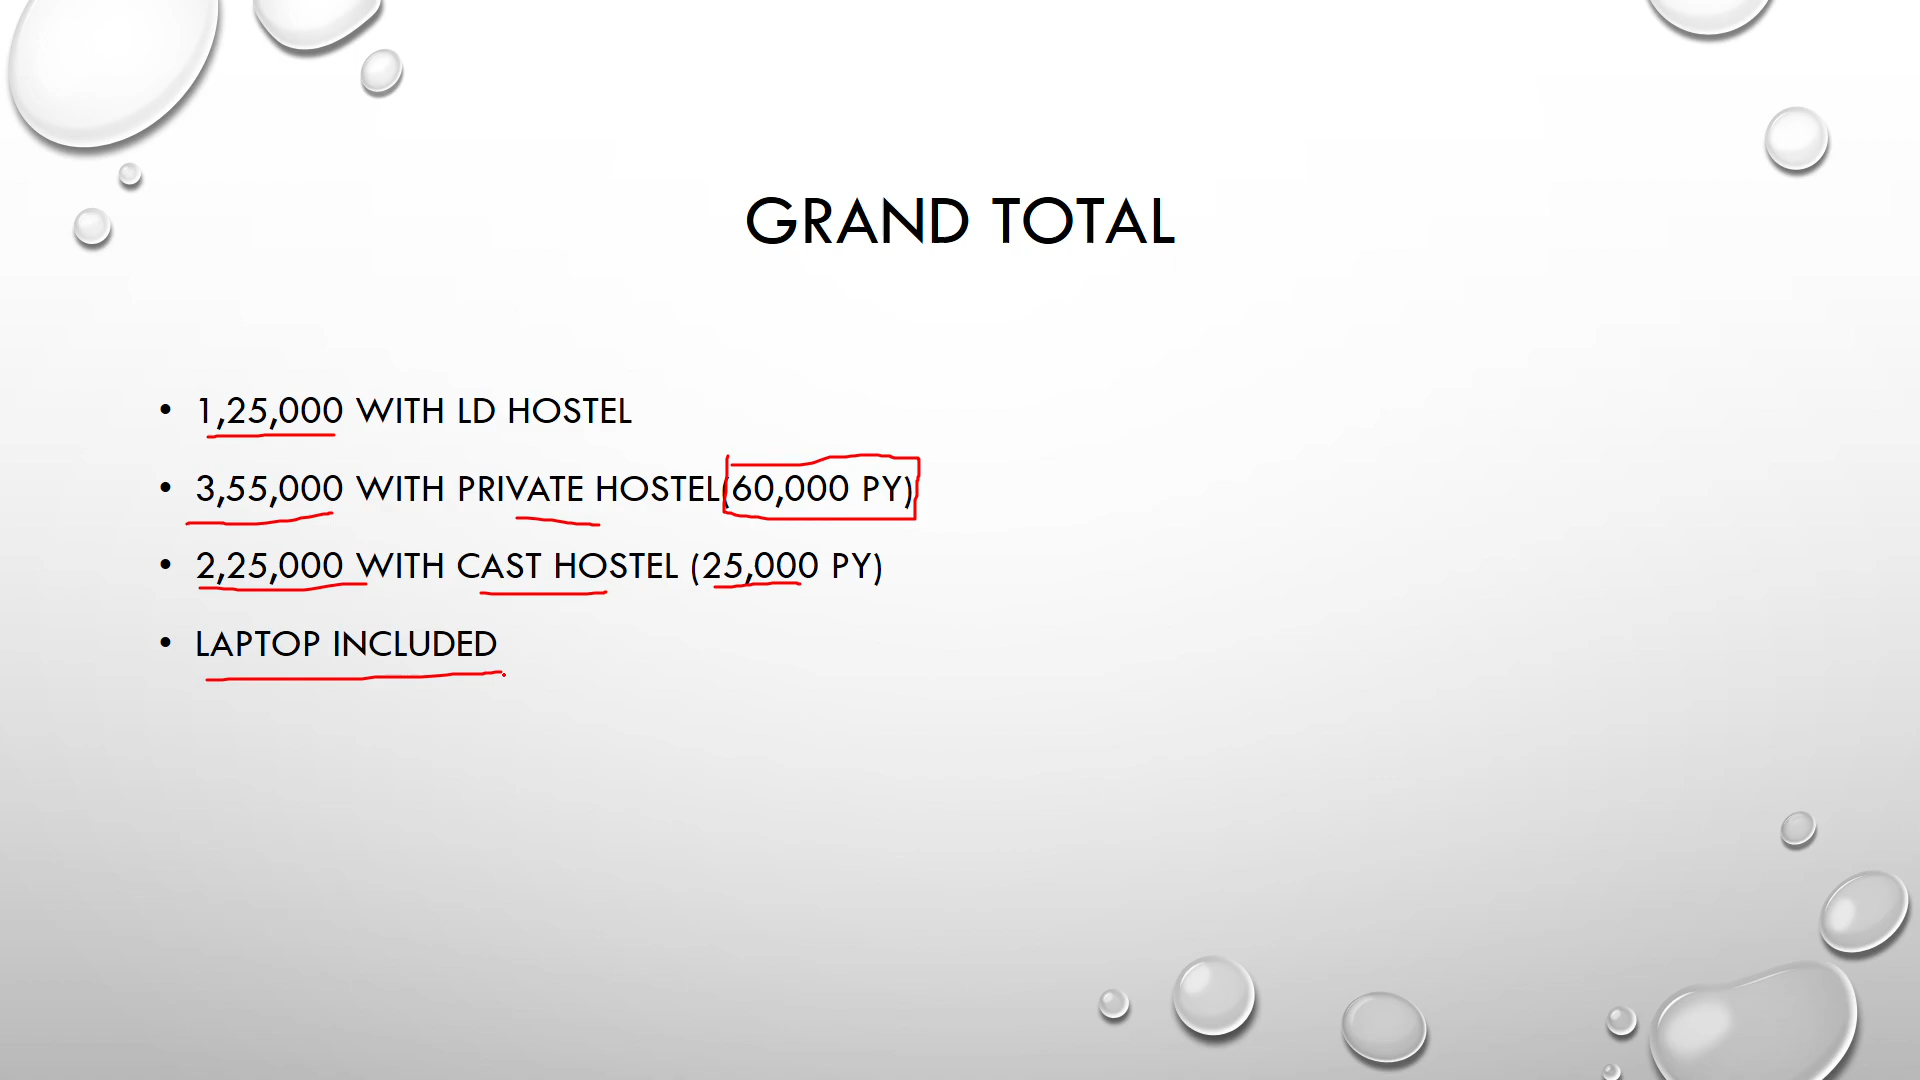 GRAND TOTAL
• 1,25,000 WITH LD HOSTEL
• 3,55,000 WITH PRIVATE HOSTEL(60,000 PY)
• 2,25,000 WITH CAST HOSTEL (25,000 PY)
• LAPTOP INCLUDED